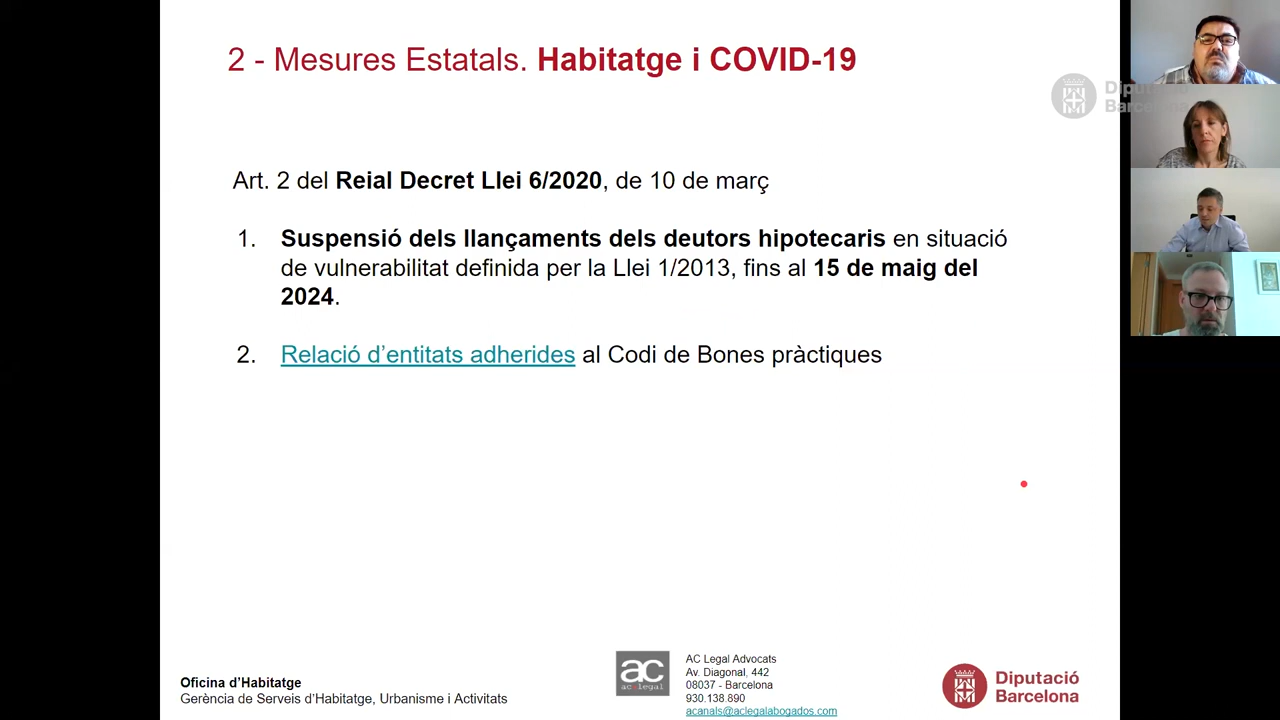 2 - Mesures Estatals. Habitatge i COVID-19
Diputació
Barcelona
Art. 2 del Reial Decret Llei 6/2020, de 10 de març
1. Suspensió dels llançaments dels deutors hipotecaris en situació
de vulnerabilitat definida per la Llei 1/2013, fins al 15 de maig del
2024.
2. Relació d’entitats adherides al Codi de Bones pràctiques
Oficina d’Habitatge
Gerència de Serveis d’Habitatge, Urbanisme i Activitats
ac
ac legal
AC Legal Advocats
Av. Diagonal, 442
08037 - Barcelona
930.138.890
acanals@aclegalabogados.com
Diputació
Barcelona